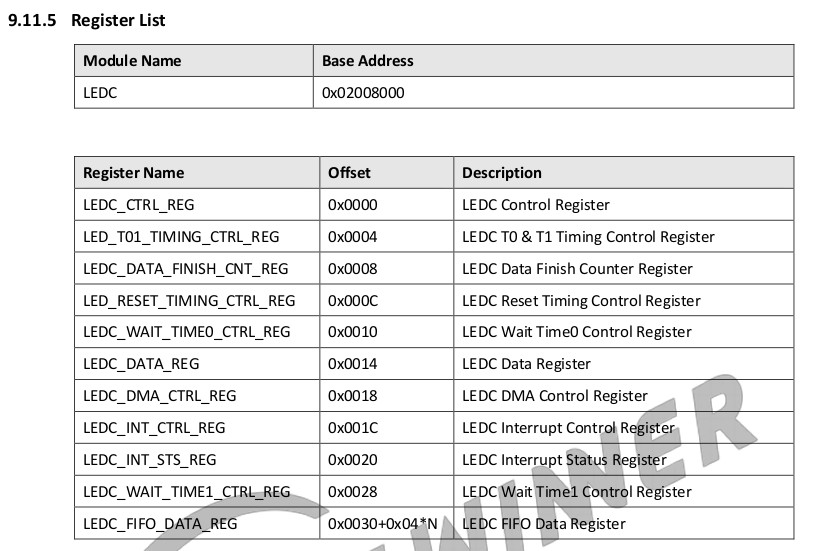 9.11.5 Register List
Module Name Base Address
LEDC 0x02008000
Register Name Offset Description
LEDC_CTRL_REG 0x0000 LEDC Control Register
LED_T01_TIMING_CTRL_REG 0x0004 LEDC T0 & T1 Timing Control Register
LEDC_DATA_FINISH_CNT_REG 0x0008 LEDC Data Finish Counter Register
LED_RESET_TIMING_CTRL_REG 0x000C LEDC Reset Timing Control Register
LEDC_WAIT_TIME0_CTRL_REG 0x0010 LEDC Wait Time0 Control Register
LEDC_DATA_REG 0x0014 LEDC Data Register
LEDC_DMA_CTRL_REG 0x0018 LEDC DMA Control Register
LEDC_INT_CTRL_REG 0x001C LEDC Interrupt Control Register
LEDC_INT_STS_REG 0x0020 LEDC Interrupt Status Register
LEDC_WAIT_TIME1_CTRL_REG 0x0028 LEDC Wait Time1 Control Register
LEDC_FIFO_DATA_REG 0x0030+0x04*N LEDC FIFO Data Register